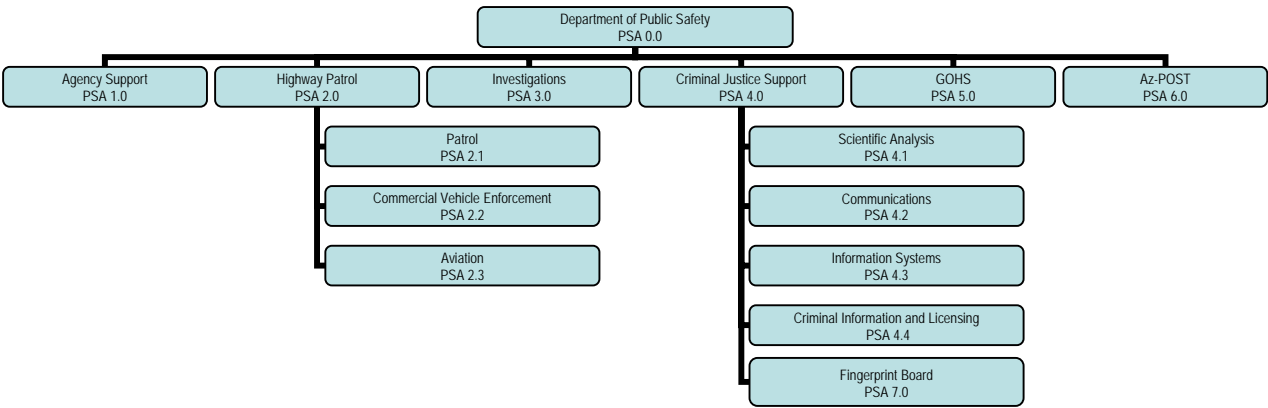 Department of Public Safety
PSA 0.0
Agency Support
PSA 1.0
Highway Patrol
PSA 2.0
Investigations
PSA 3.0
Criminal Justice Support
PSA 4.0
GOHS
PSA 5.0
Az-POST
PSA 6.0
Patrol
PSA 2.1
Commercial Vehicle Enforcement
PSA 2.2
Aviation
PSA 2.3
Scientific Analysis
PSA 4.1
Communications
PSA 4.2
Information Systems
PSA 4.3
Criminal Information and Licensing
PSA 4.4
Fingerprint Board
PSA 7.0